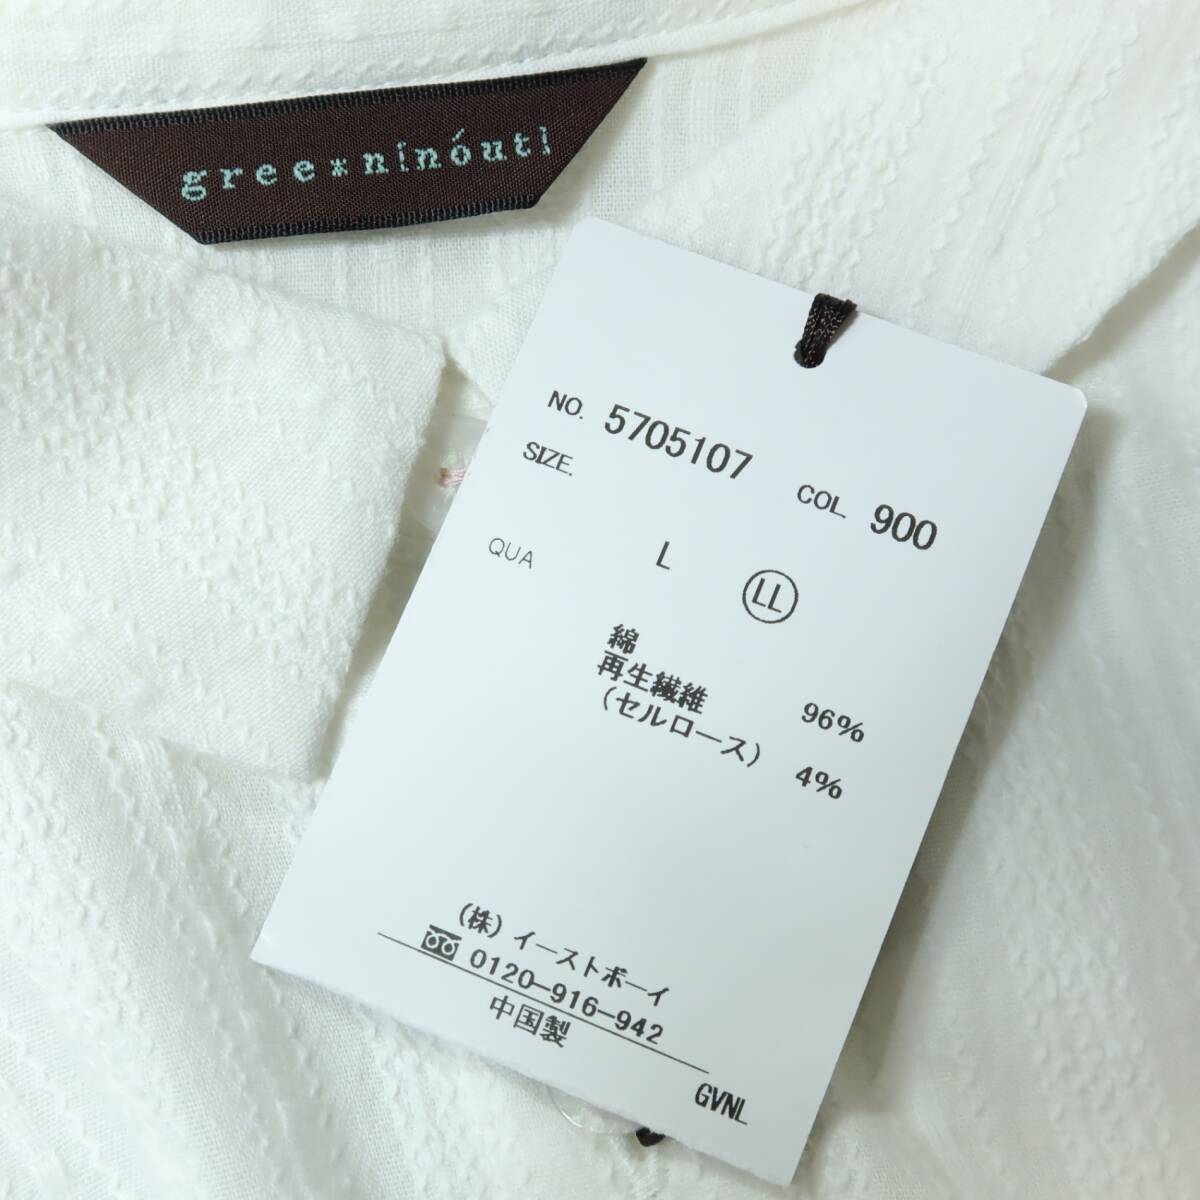 gree*ninóuti
NO. 5705107 COL. 900
SIZE. L LL
QUA
綿 96%
再生繊維
(セルロース) 4%
(株)イーストボーイ
0120-916-942
中国製
GVNL